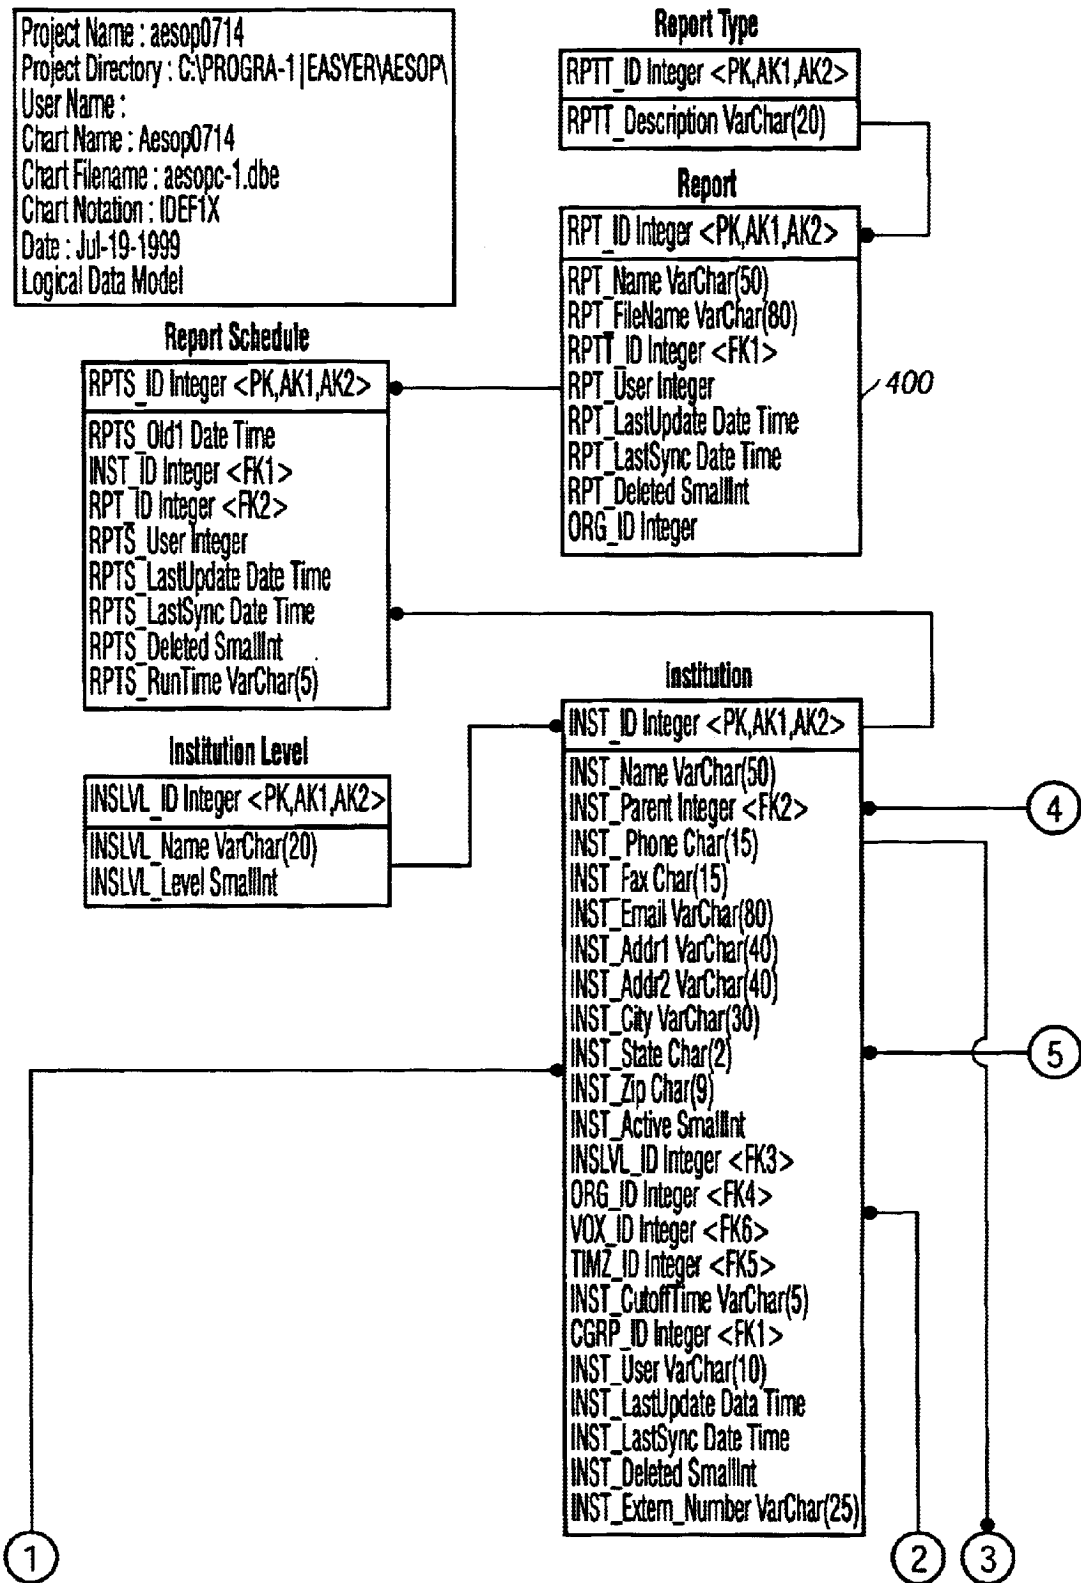 Project Name : aesop0714
Project Directory : C:\PROGRA-1|EASYER\AESOP\
User Name :
Chart Name : Aesop0714
Chart Filename : aesopc-1.dbe
Chart Notation : IDEF1X
Date : Jul-19-1999
Logical Data Model
Report Type
RPTT_ID Integer <PK,AK1,AK2>
RPTT_Description VarChar(20)
Report
RPT_ID Integer <PK,AK1,AK2>
RPT_Name VarChar(50)
RPT_FileName VarChar(80)
RPTT_ID Integer <FK1>
RPT_User Integer
RPT_LastUpdate Date Time
RPT_LastSync Date Time
RPT_Deleted SmallInt
ORG_ID Integer
400
Report Schedule
RPTS_ID Integer <PK,AK1,AK2>
RPTS_Old1 Date Time
INST_ID Integer <FK1>
RPT_ID Integer <FK2>
RPTS_User Integer
RPTS_LastUpdate Date Time
RPTS_LastSync Date Time
RPTS_Deleted SmallInt
RPTS_RunTime VarChar(5)
Institution Level
INSLVL_ID Integer <PK,AK1,AK2>
INSLVL_Name VarChar(20)
INSLVL_Level SmallInt
Institution
INST_ID Integer <PK,AK1,AK2>
INST_Name VarChar(50)
INST_Parent Integer <FK2>
INST_ Phone Char(15)
INST_Fax Char(15)
INST_Email VarChar(80)
INST_Addr1 VarChar(40)
INST_Addr2 VarChar(40)
INST_City VarChar(30)
INST_State Char(2)
INST_Zip Char(9)
INST_Active SmallInt
INSLVL_ID Integer <FK3>
ORG_ID Integer <FK4>
VOX_ID Integer <FK6>
TIMZ_ID Integer <FK5>
INST_CutoffTime VarChar(5)
CGRP_ID Integer <FK1>
INST_User VarChar(10)
INST_LastUpdate Data Time
INST_LastSync Date Time
INST_Deleted SmallInt
INST_Extern_Number VarChar(25)
4
5
1
2
3